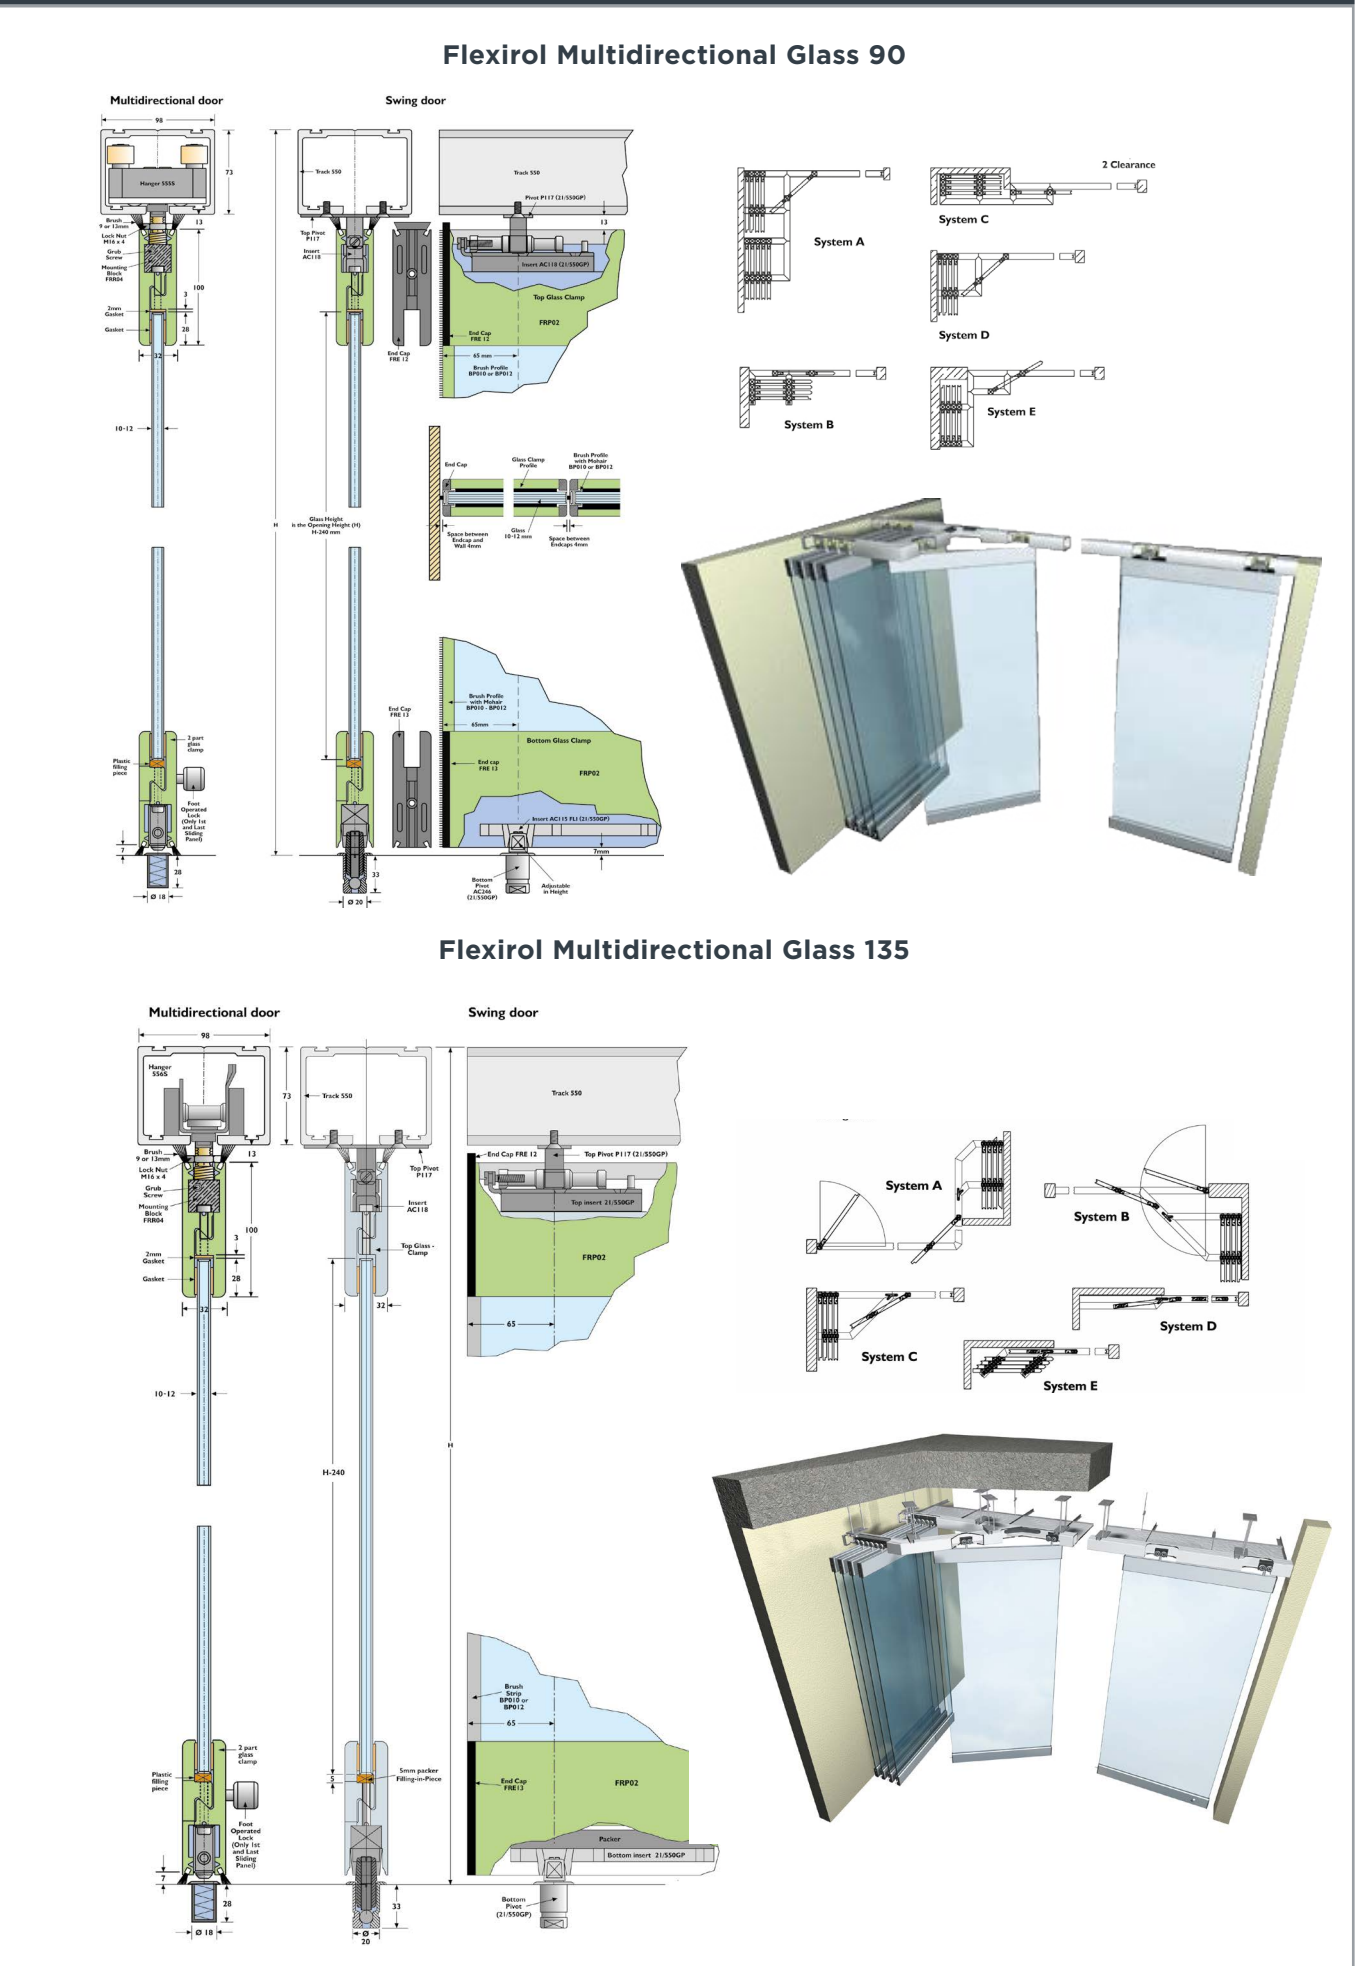 Flexirol Multidirectional Glass 90
Multidirectional door
Swing door
98
73
Hanger 555S
Brush
9 or 13mm
Lock Nut
M16 x 4
Grub
Screw
Mounting
Block
FRR04
13
100
3
2mm
Gasket
Gasket
28
32
10-12
2 part
glass
clamp
Plastic
filling
piece
Foot
Operated
Lock
(Only 1st
and Last
Sliding
Panel)
7
28
Ø 18
H
Track 550
Top Pivot
P117
Insert
AC118
End Cap
FRE 12
Glass Height
is the Opening Height (H)
H-240 mm
End Cap
FRE 13
33
Ø 20
Track 550
Pivot P117 (21/550GP)
13
Insert AC118 (21/550GP)
Top Glass Clamp
FRP02
End Cap
FRE 12
65 mm
Brush Profile
BP010 or BP012
End Cap
Glass Clamp
Profile
Brush Profile
with Mohair
BP010 or BP012
Space between
Endcap and
Wall 4mm
Glass
10-12 mm
Space between
Endcaps 4mm
Brush Profile
with Mohair
BP010 - BP012
65mm
Bottom Glass Clamp
End cap
FRE 13
FRP02
Insert AC115 FLI (21/550GP)
7mm
Bottom
Pivot
AC246
(21/550GP)
Adjustable
in Height
2 Clearance
System A
System C
System D
System B
System E
Flexirol Multidirectional Glass 135
Multidirectional door
Swing door
98
Hanger
556S
73
Brush
9 or 13mm
Lock Nut
M16 x 4
Grub
Screw
Mounting
Block
FRR04
13
100
3
2mm
Gasket
Gasket
28
32
10-12
2 part
glass
clamp
Plastic
filling
piece
Foot
Operated
Lock
(Only 1st
and Last
Sliding
Panel)
7
28
Ø 18
Track 550
Top Pivot
P117
Insert
AC118
Top Glass -
Clamp
32
H-240
H
5
5mm packer
Filling-in-Piece
33
Ø
20
Track 550
End Cap FRE 12
Top Pivot P117 (21/550GP)
Top insert 21/550GP
FRP02
65
Brush
Strip
BP010 or
BP012
65
End Cap
FRE13
FRP02
Packer
Bottom insert 21/550GP
Bottom
Pivot
(21/550GP)
System A
System B
System C
System D
System E